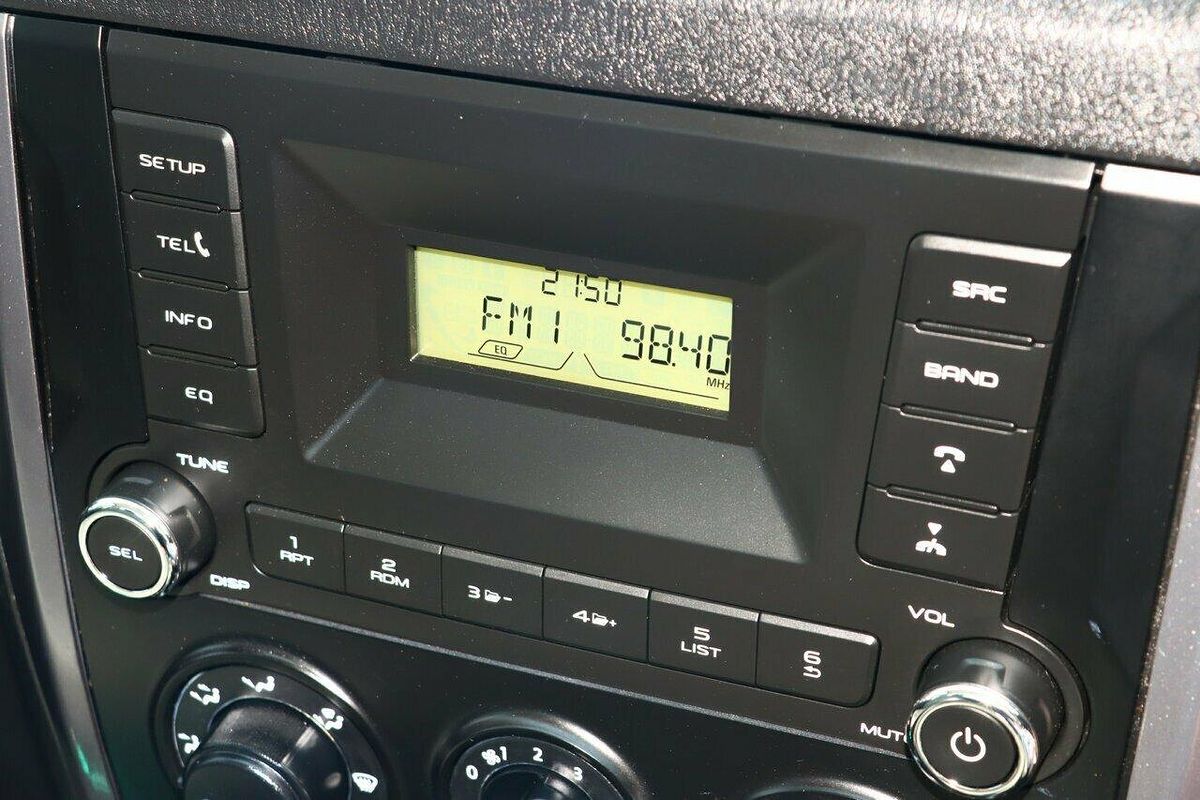 SETUP
TEL
INFO
EQ
21:50
FM1 98.40
EQ
MHz
SRC
BAND
TUNE
SEL
DISP
1
RPT
2
RDM
3 -
4 +
5
LIST
6
VOL
MUT
0 1 2 3